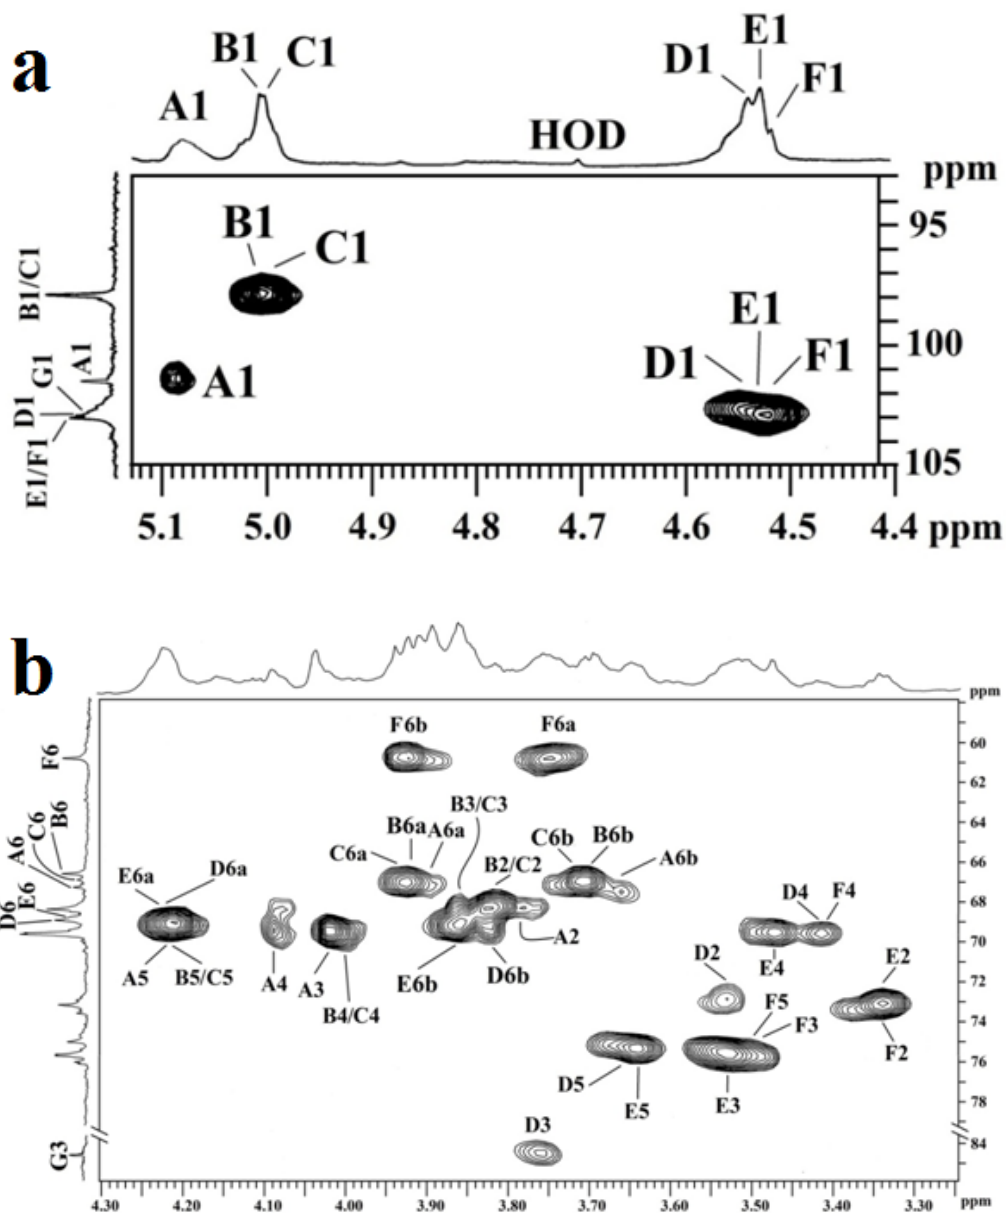 a
B1
C1
A1
D1
E1
F1
HOD
ppm
B1
C1
A1
D1
E1
F1
95
100
105
B1/C1
A1
G1
D1
E1/F1
5.1 5.0 4.9 4.8 4.7 4.6 4.5 4.4 ppm
b
ppm
F6b
F6a
B3/C3
B6a
A6a
C6a
B2/C2
C6b
B6b
A6b
E6a
D6a
D4
F4
A5
B5/C5
A4
A3
B4/C4
E6b
D6b
A2
D2
E4
E2
F5
F3
F2
D5
E5
E3
D3
F6
B6
C6
A6
E6
D6
G3
60
62
64
66
68
70
72
74
76
78
84
4.30 4.20 4.10 4.00 3.90 3.80 3.70 3.60 3.50 3.40 3.30 ppm